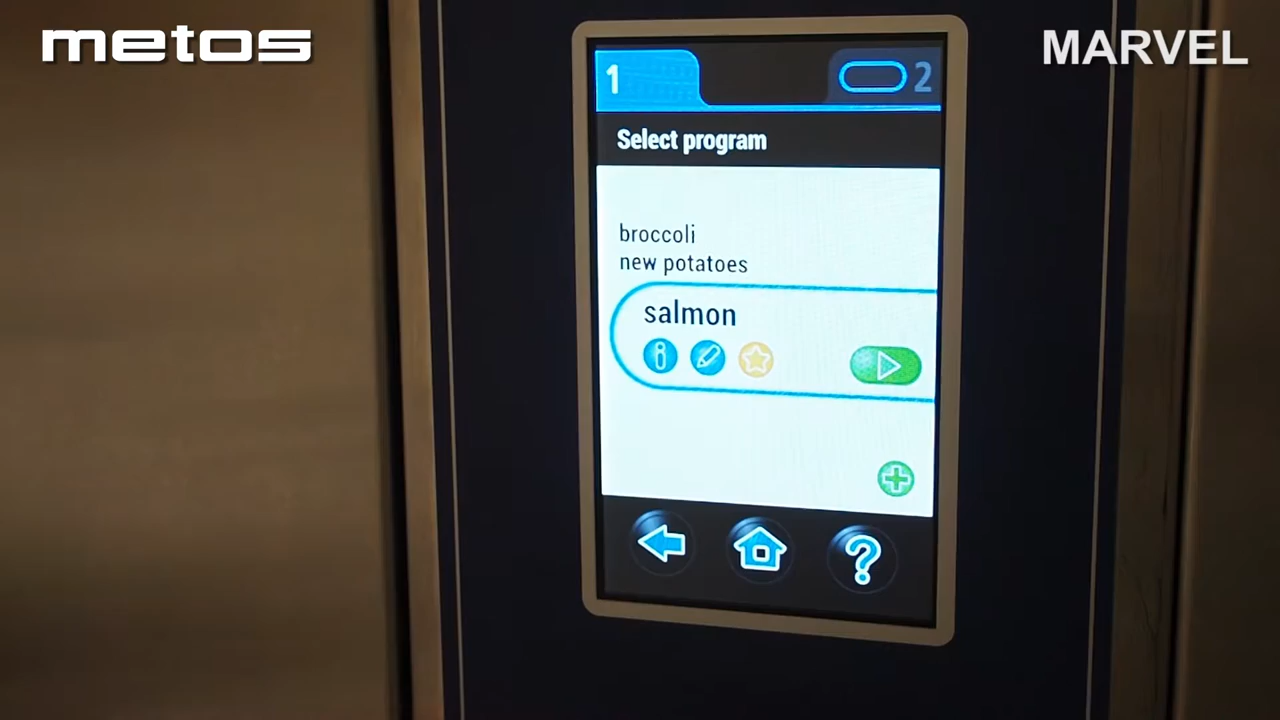 metos
MARVEL
1
2
Select program
broccoli
new potatoes
salmon